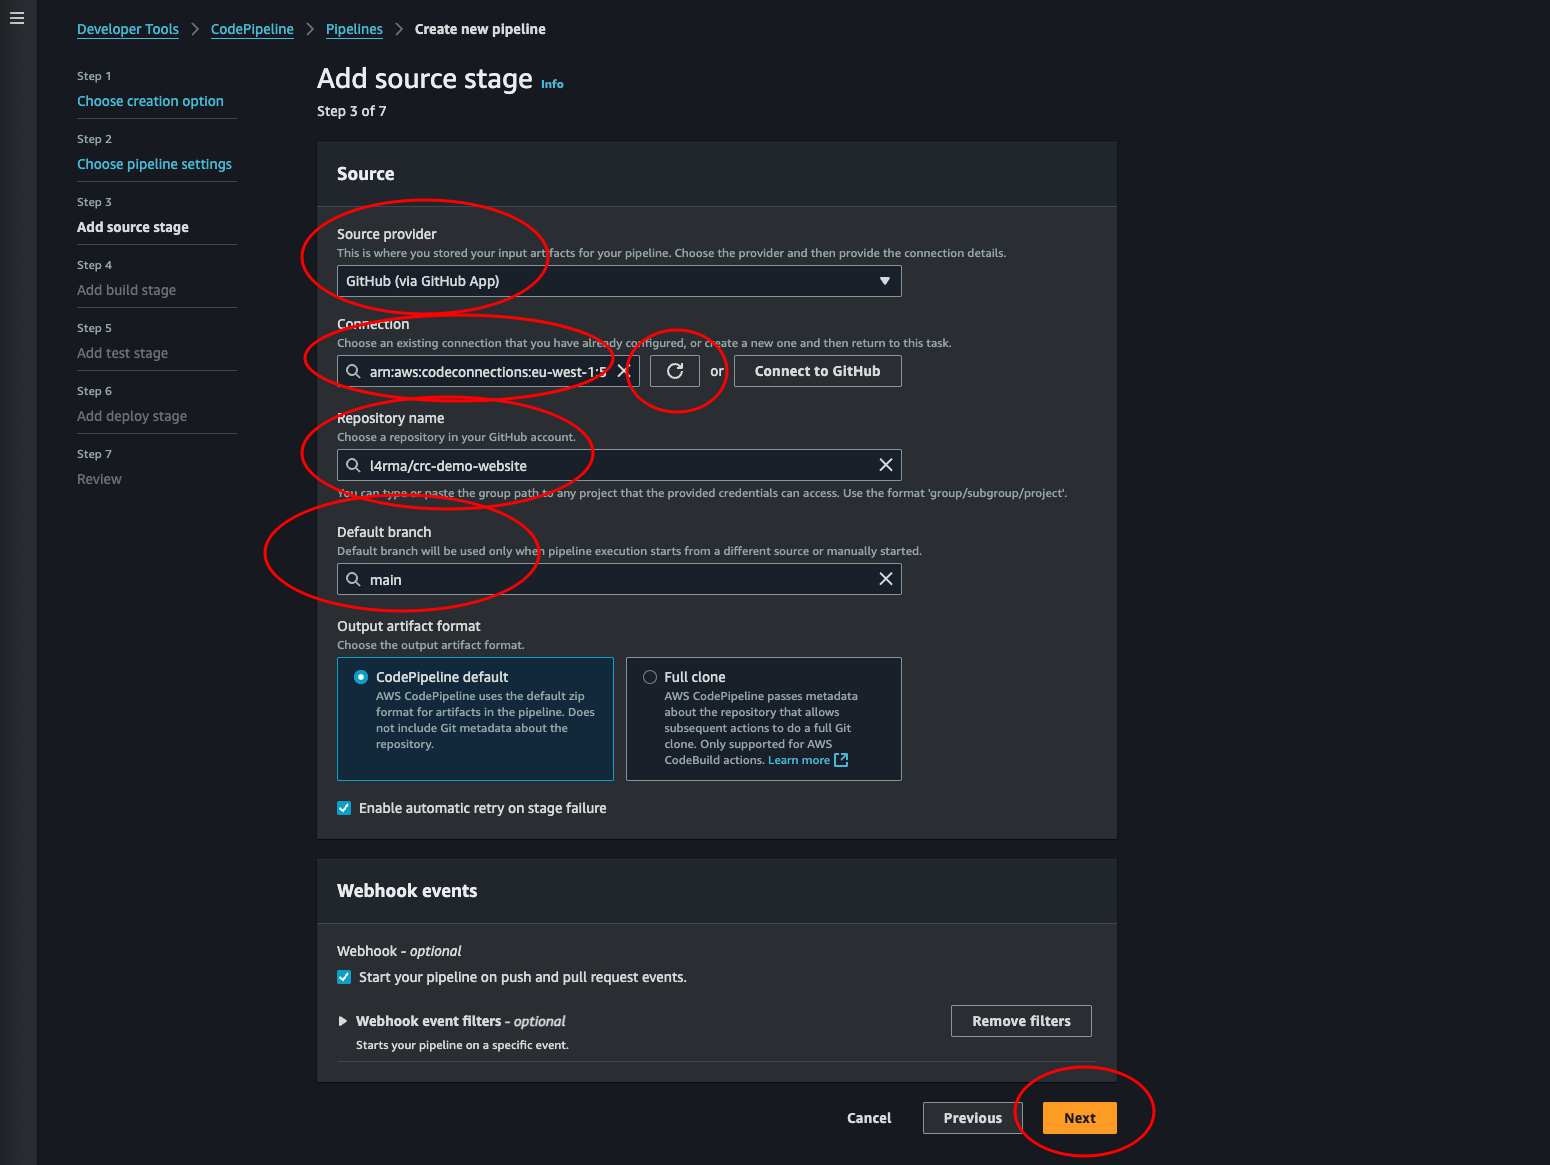 Developer Tools > CodePipeline > Pipelines > Create new pipeline
Step 1
Choose creation option
Step 2
Choose pipeline settings
Step 3
Add source stage
Step 4
Add build stage
Step 5
Add test stage
Step 6
Add deploy stage
Step 7
Review
Add source stage Info
Step 3 of 7
Source
Source provider
This is where you stored your input artifacts for your pipeline. Choose the provider and then provide the connection details.
GitHub (via GitHub App)
Connection
Choose an existing connection that you have already configured, or create a new one and then return to this task.
arn:aws:codeconnections:eu-west-1:5
or
Connect to GitHub
Repository name
Choose a repository in your GitHub account.
l4rma/crc-demo-website
You can type or paste the group path to any project that the provided credentials can access. Use the format 'group/subgroup/project'.
Default branch
Default branch will be used only when pipeline execution starts from a different source or manually started.
main
Output artifact format
Choose the output artifact format.
CodePipeline default
AWS CodePipeline uses the default zip
format for artifacts in the pipeline. Does
not include Git metadata about the
repository.
Full clone
AWS CodePipeline passes metadata
about the repository that allows
subsequent actions to do a full Git
clone. Only supported for AWS
CodeBuild actions. Learn more
Enable automatic retry on stage failure
Webhook events
Webhook - optional
Start your pipeline on push and pull request events.
Webhook event filters - optional
Starts your pipeline on a specific event.
Remove filters
Cancel
Previous
Next